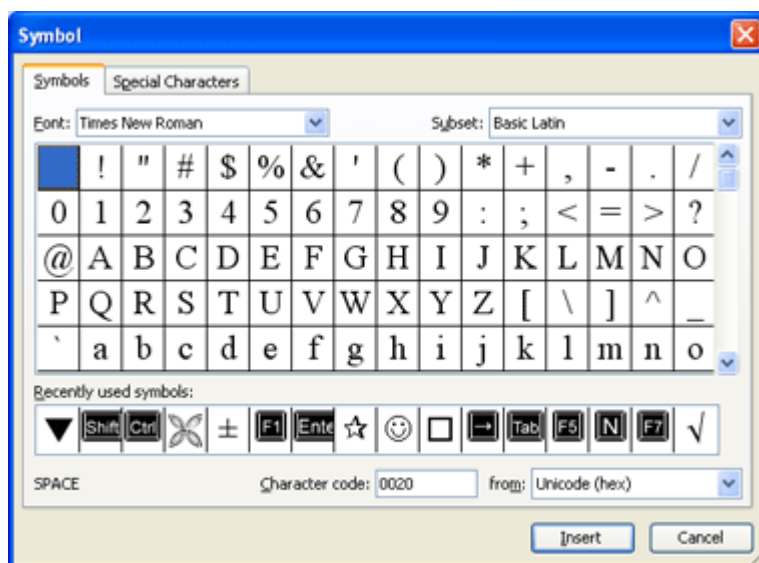 Symbol
Symbols Special Characters
Font: Times New Roman Subset: Basic Latin
! " # $ % & ' ( ) * + , - . /
0 1 2 3 4 5 6 7 8 9 : ; < = > ?
@ A B C D E F G H I J K L M N O
P Q R S T U V W X Y Z [ \ ] ^ _
` a b c d e f g h i j k l m n o
Recently used symbols:
▼ Shift Ctrl ± F1 Ente ☆ ☺ □ → Tab F5 N F7 √
SPACE Character code: 0020 from: Unicode (hex)
Insert Cancel